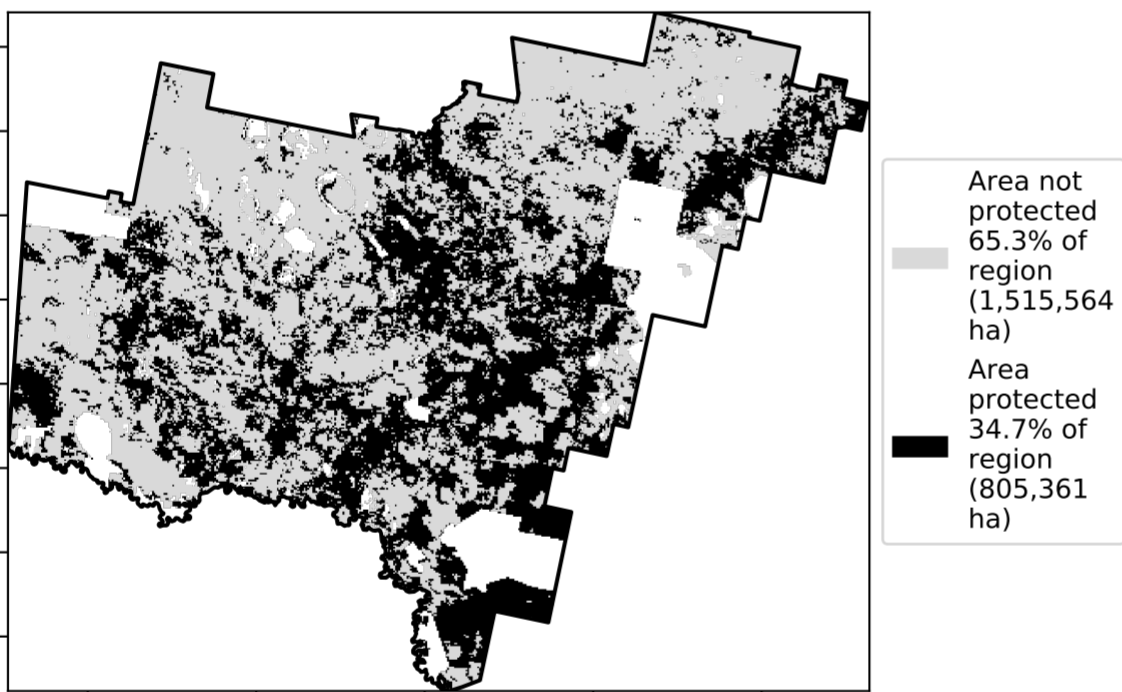 Area not
protected
65.3% of
region
(1,515,564
ha)
Area
protected
34.7% of
region
(805,361
ha)